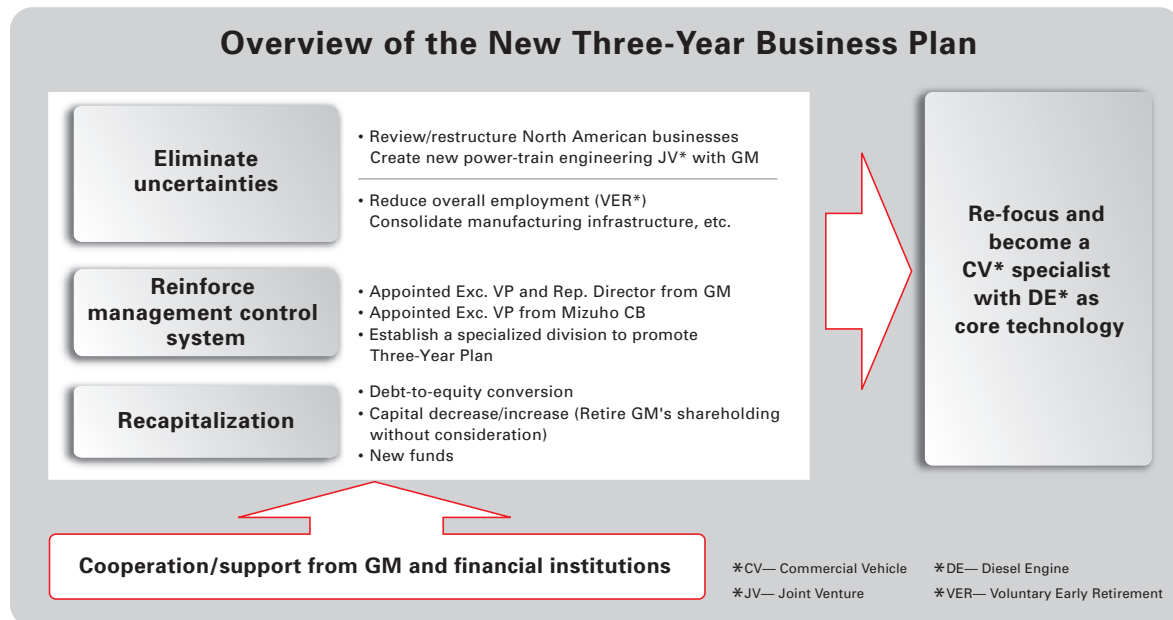 Overview of the New Three-Year Business Plan
Eliminate
uncertainties
• Review/restructure North American businesses
Create new power-train engineering JV* with GM
• Reduce overall employment (VER*)
Consolidate manufacturing infrastructure, etc.
Reinforce
management control
system
• Appointed Exc. VP and Rep. Director from GM
• Appointed Exc. VP from Mizuho CB
• Establish a specialized division to promote
Three-Year Plan
Recapitalization
• Debt-to-equity conversion
• Capital decrease/increase (Retire GM's shareholding
without consideration)
• New funds
Re-focus and
become a
CV* specialist
with DE* as
core technology
Cooperation/support from GM and financial institutions
*CV— Commercial Vehicle
*DE— Diesel Engine
*JV— Joint Venture
*VER— Voluntary Early Retirement